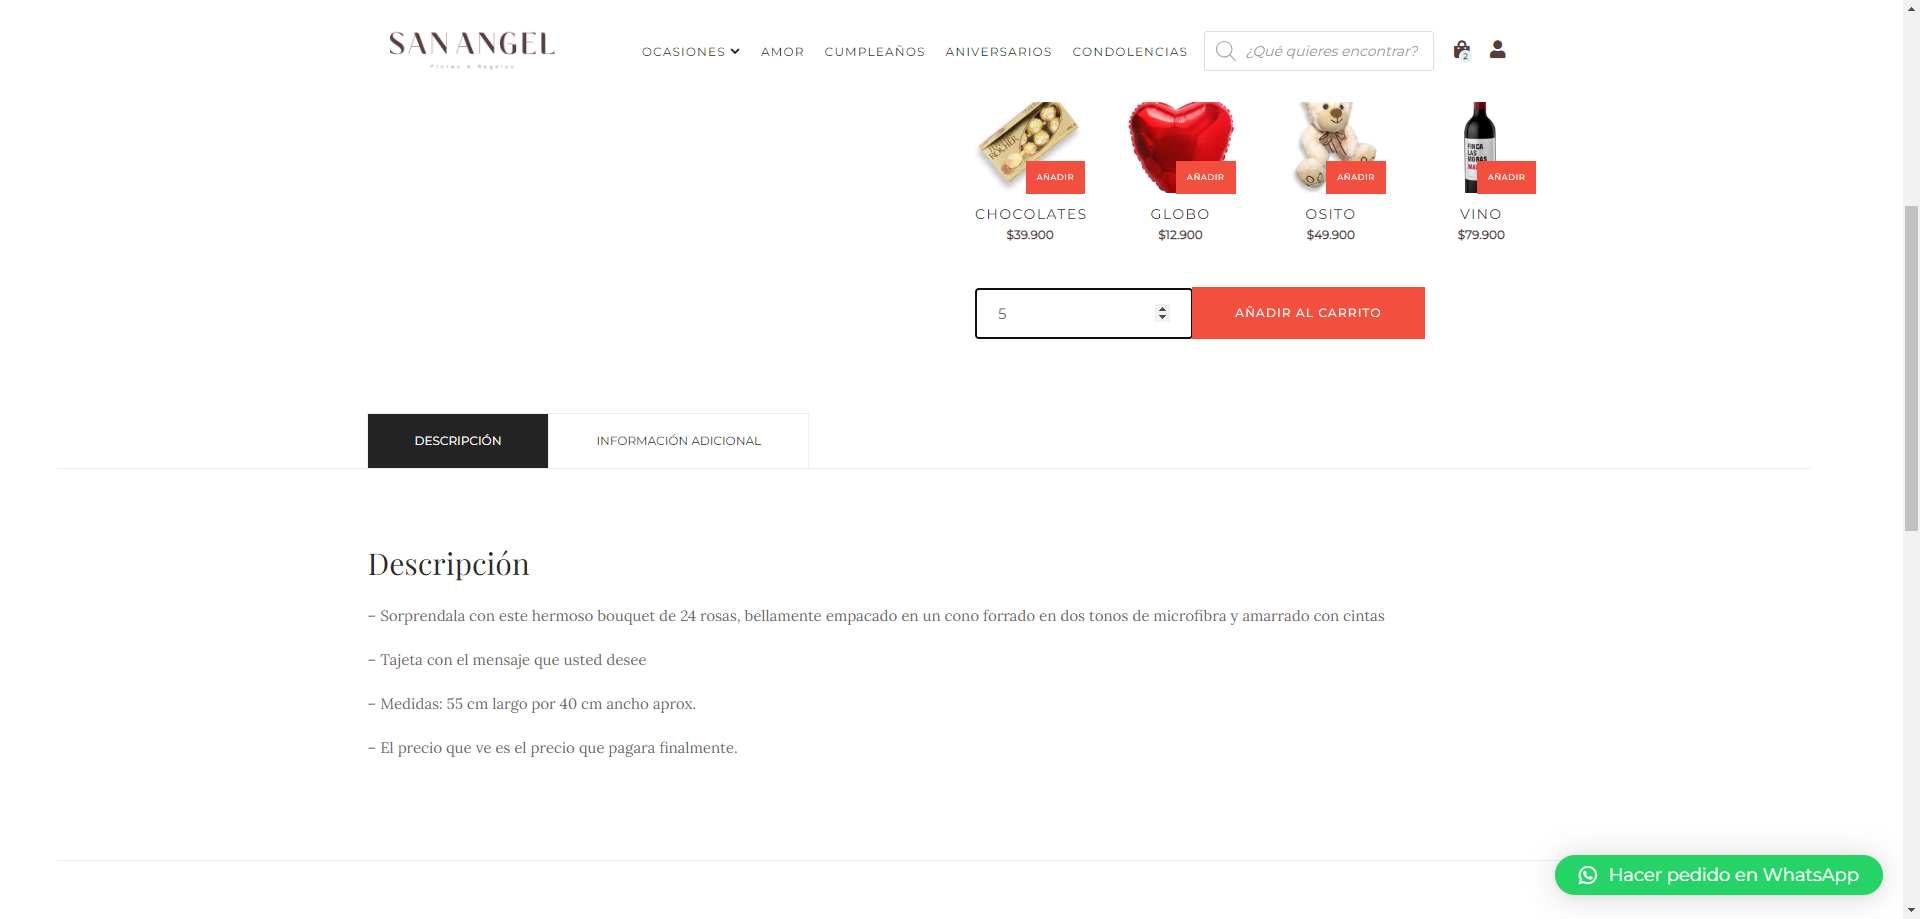 SAN ANGEL
Flores & Regalos
OCASIONES AMOR CUMPLEAÑOS ANIVERSARIOS CONDOLENCIAS
¿Qué quieres encontrar?
2
ROCHER
FINCA
LAS
MORAS
AÑADIR AÑADIR AÑADIR AÑADIR
CHOCOLATES GLOBO OSITO VINO
$39.900 $12.900 $49.900 $79.900
5
AÑADIR AL CARRITO
DESCRIPCIÓN INFORMACIÓN ADICIONAL
Descripción
– Sorprendala con este hermoso bouquet de 24 rosas, bellamente empacado en un cono forrado en dos tonos de microfibra y amarrado con cintas
– Tajeta con el mensaje que usted desee
– Medidas: 55 cm largo por 40 cm ancho aprox.
– El precio que ve es el precio que pagara finalmente.
Hacer pedido en WhatsApp